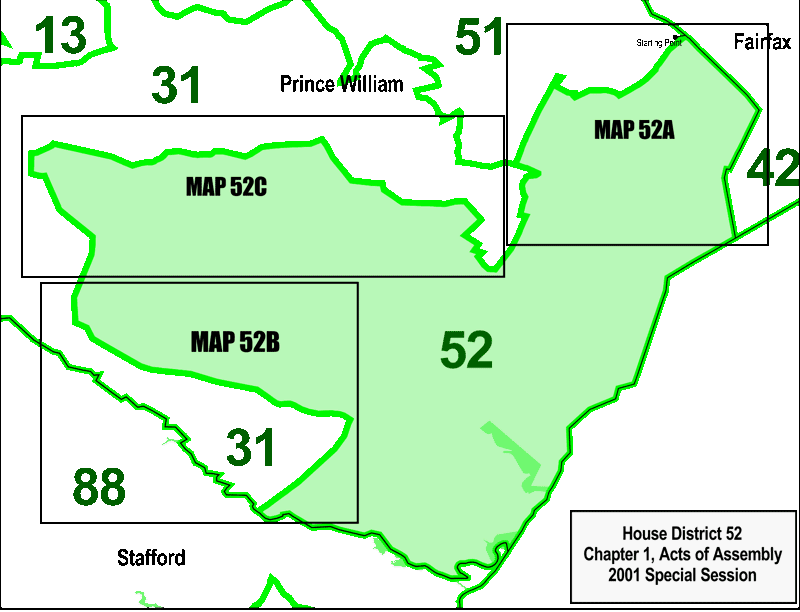 13
51
Starting Point
Fairfax
31
Prince William
MAP 52A
42
MAP 52C
MAP 52B
52
31
88
Stafford
House District 52
Chapter 1, Acts of Assembly
2001 Special Session